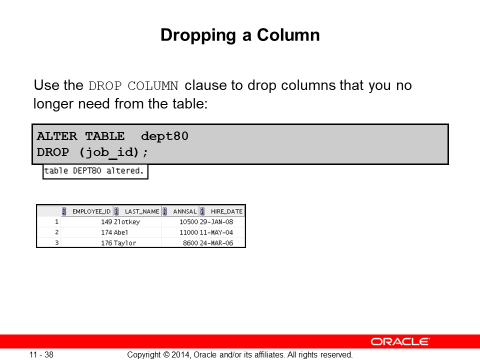 Dropping a Column
Use the DROP COLUMN clause to drop columns that you no
longer need from the table:
ALTER TABLE dept80
DROP (job_id);
table DEPT80 altered.
EMPLOYEE_ID LAST_NAME ANNSAL HIRE_DATE
1 149 Zlotkey 10500 29-JAN-08
2 174 Abel 11000 11-MAY-04
3 176 Taylor 8600 24-MAR-06
ORACLE
11 - 38 Copyright © 2014, Oracle and/or its affiliates. All rights reserved.